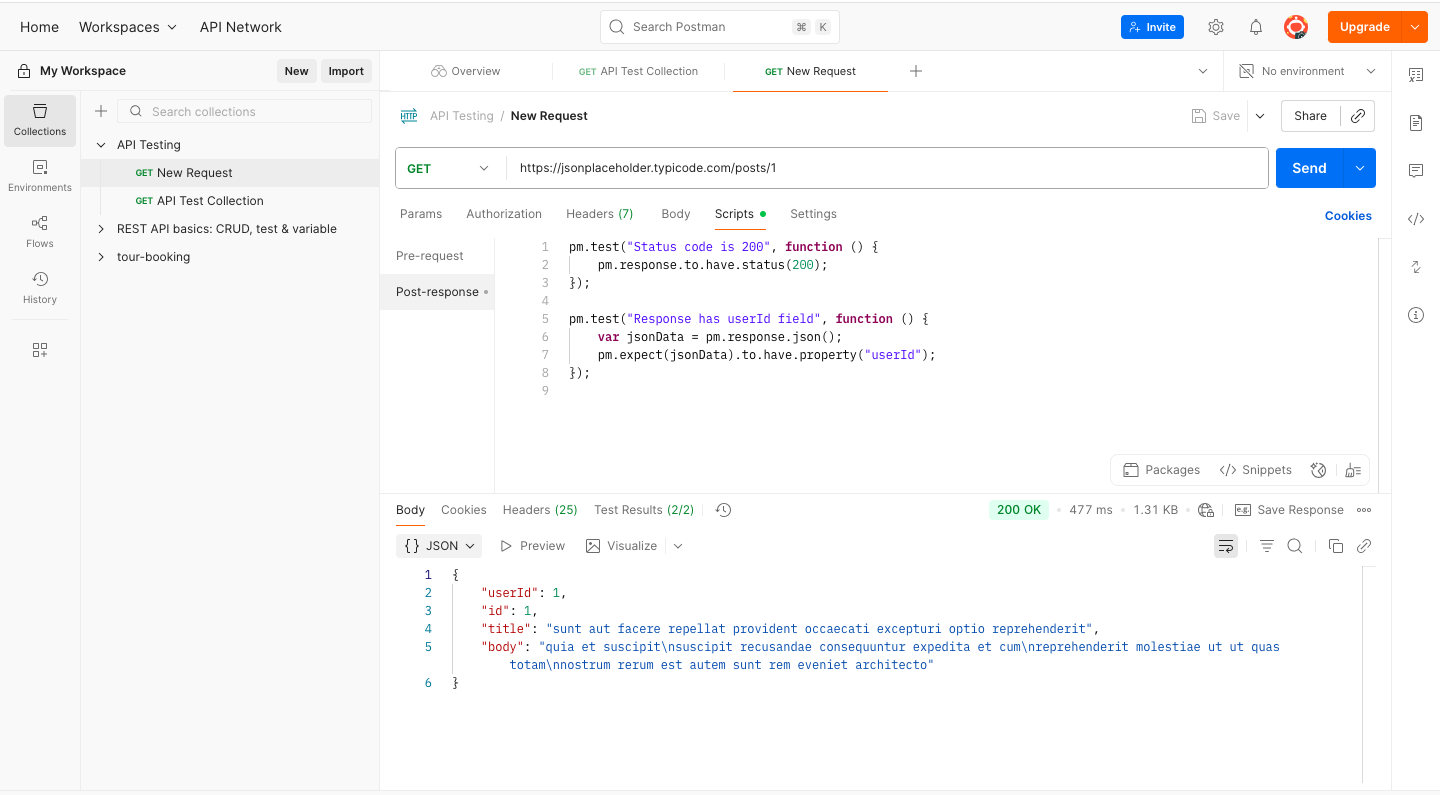 Home Workspaces API Network Search Postman ⌘ K Invite Upgrade
My Workspace New Import
Overview GET API Test Collection GET New Request No environment
Search collections
Collections
Environments
Flows
History
API Testing
GET New Request
GET API Test Collection
REST API basics: CRUD, test & variable
tour-booking
HTTP API Testing / New Request Save Share
GET https://jsonplaceholder.typicode.com/posts/1 Send
Params Authorization Headers (7) Body Scripts Settings Cookies
Pre-request
Post-response
1 pm.test("Status code is 200", function () {
2     pm.response.to.have.status(200);
3 });
4
5 pm.test("Response has userId field", function () {
6     var jsonData = pm.response.json();
7     pm.expect(jsonData).to.have.property("userId");
8 });
9
Packages </> Snippets
Body Cookies Headers (25) Test Results (2/2) 200 OK • 477 ms • 1.31 KB • e.g. Save Response
{} JSON Preview Visualize
1 {
2     "userId": 1,
3     "id": 1,
4     "title": "sunt aut facere repellat provident occaecati excepturi optio reprehenderit",
5     "body": "quia et suscipit\nsuscipit recusandae consequuntur expedita et cum\nreprehenderit molestiae ut ut quas
totam\nnostrum rerum est autem sunt rem eveniet architecto"
6 }